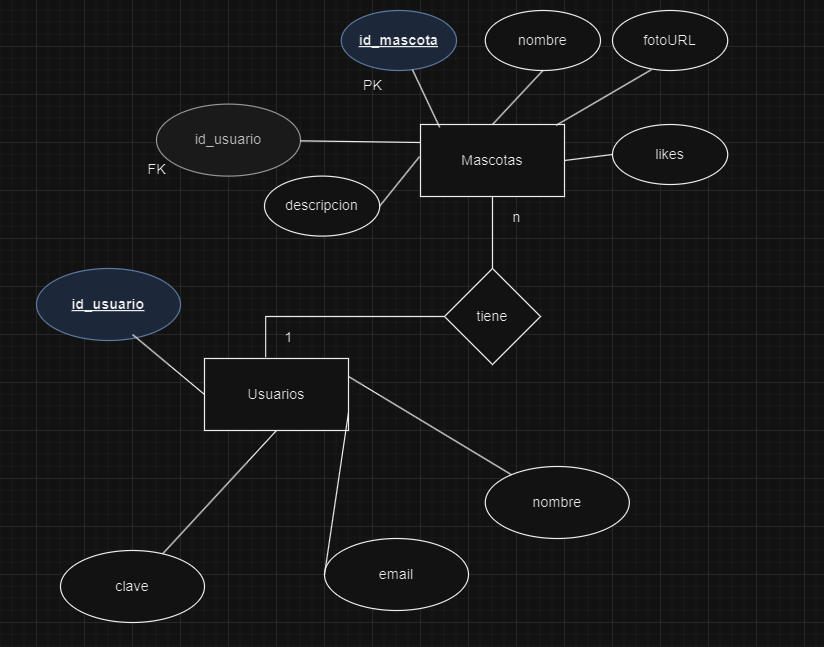 id_mascota
nombre
fotoURL
PK
id_usuario
FK
Mascotas
likes
descripcion
n
id_usuario
tiene
1
Usuarios
nombre
email
clave